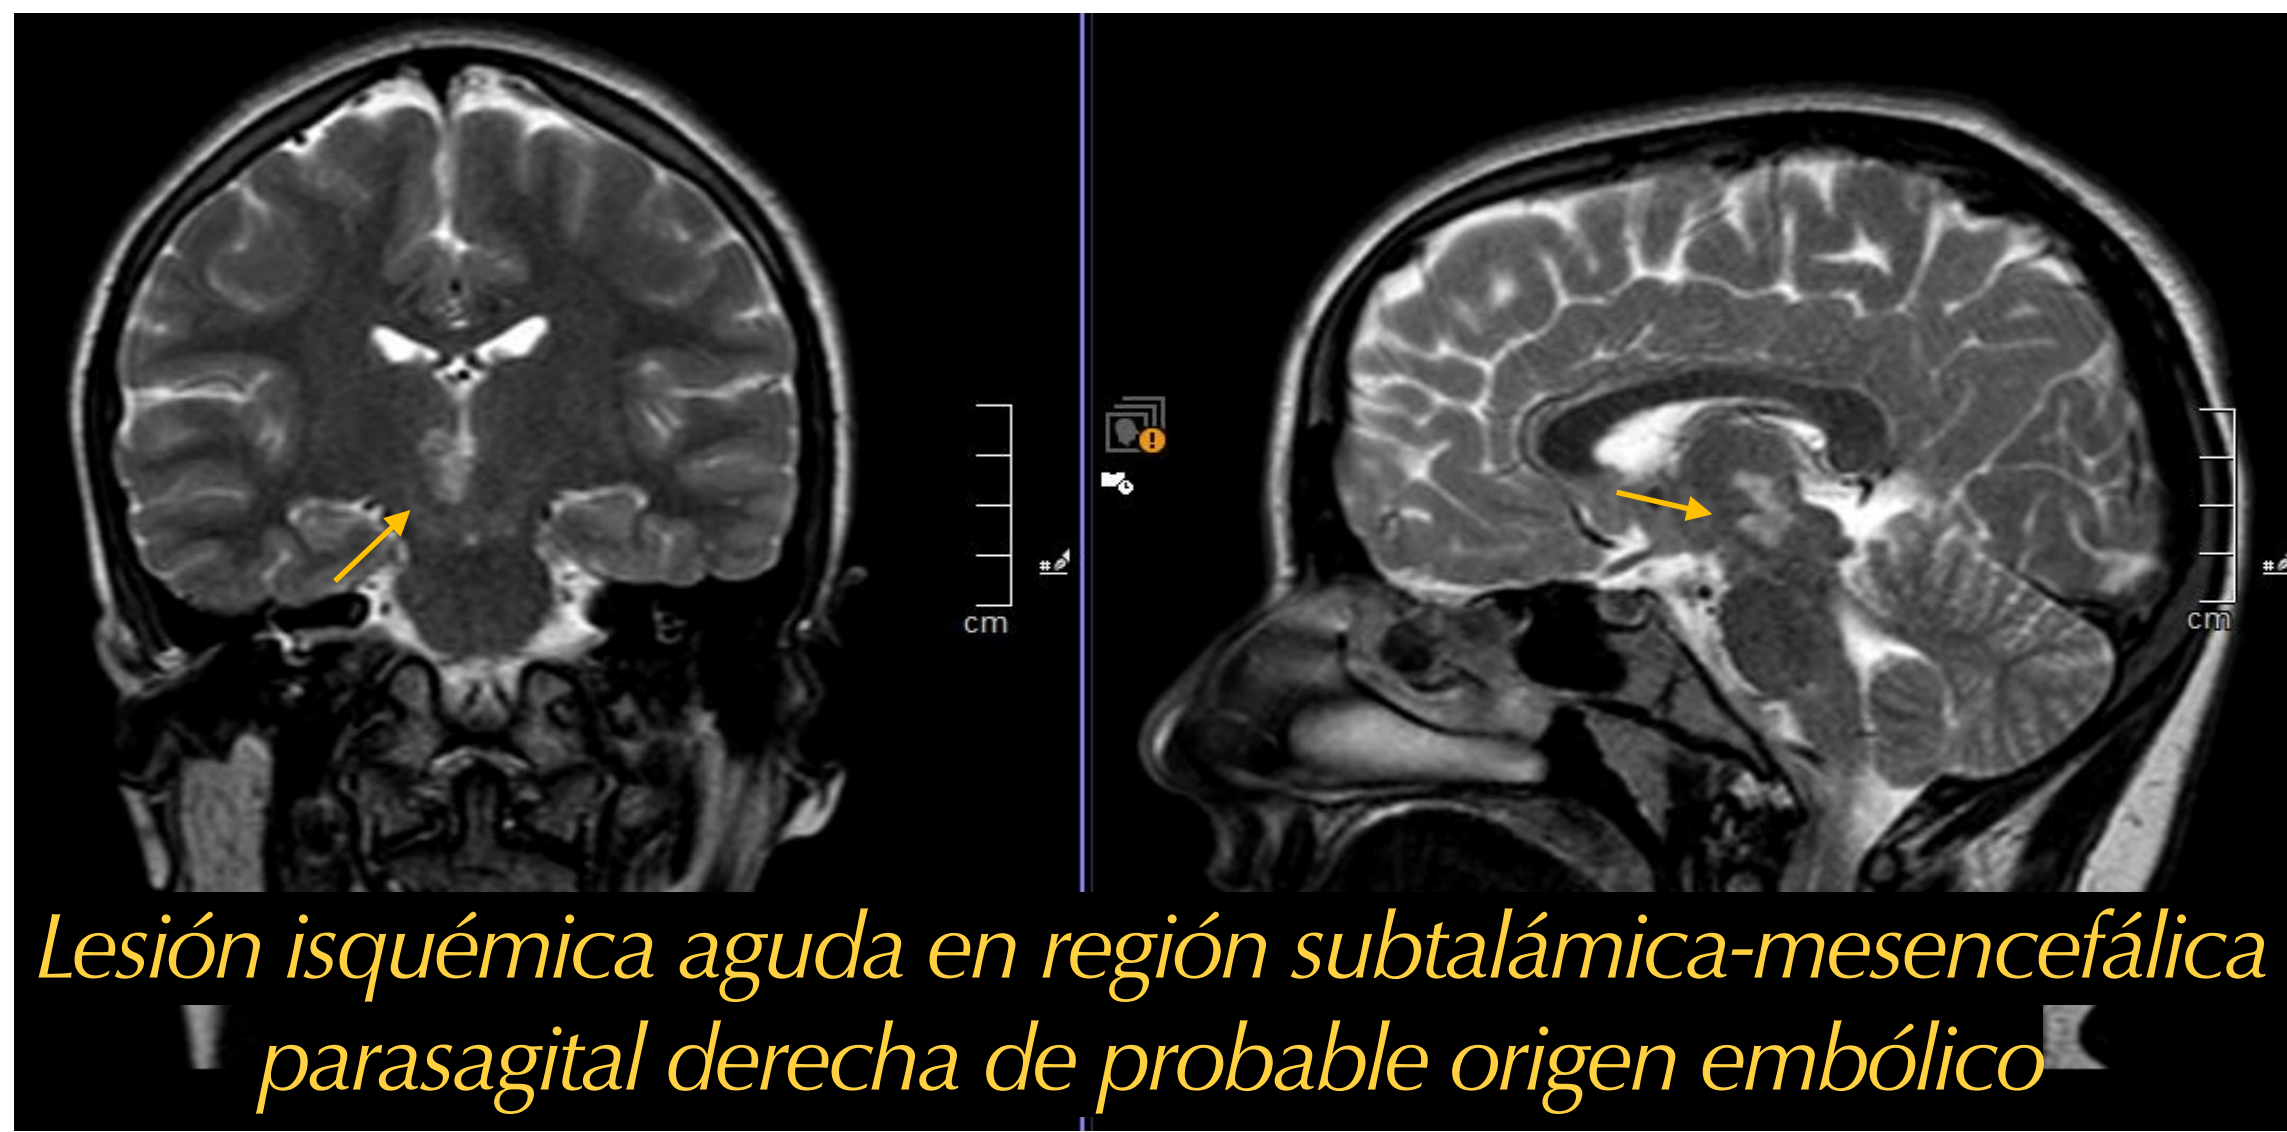 cm
cm
Lesión isquémica aguda en región subtalámica-mesencefálica
parasagital derecha de probable origen embólico